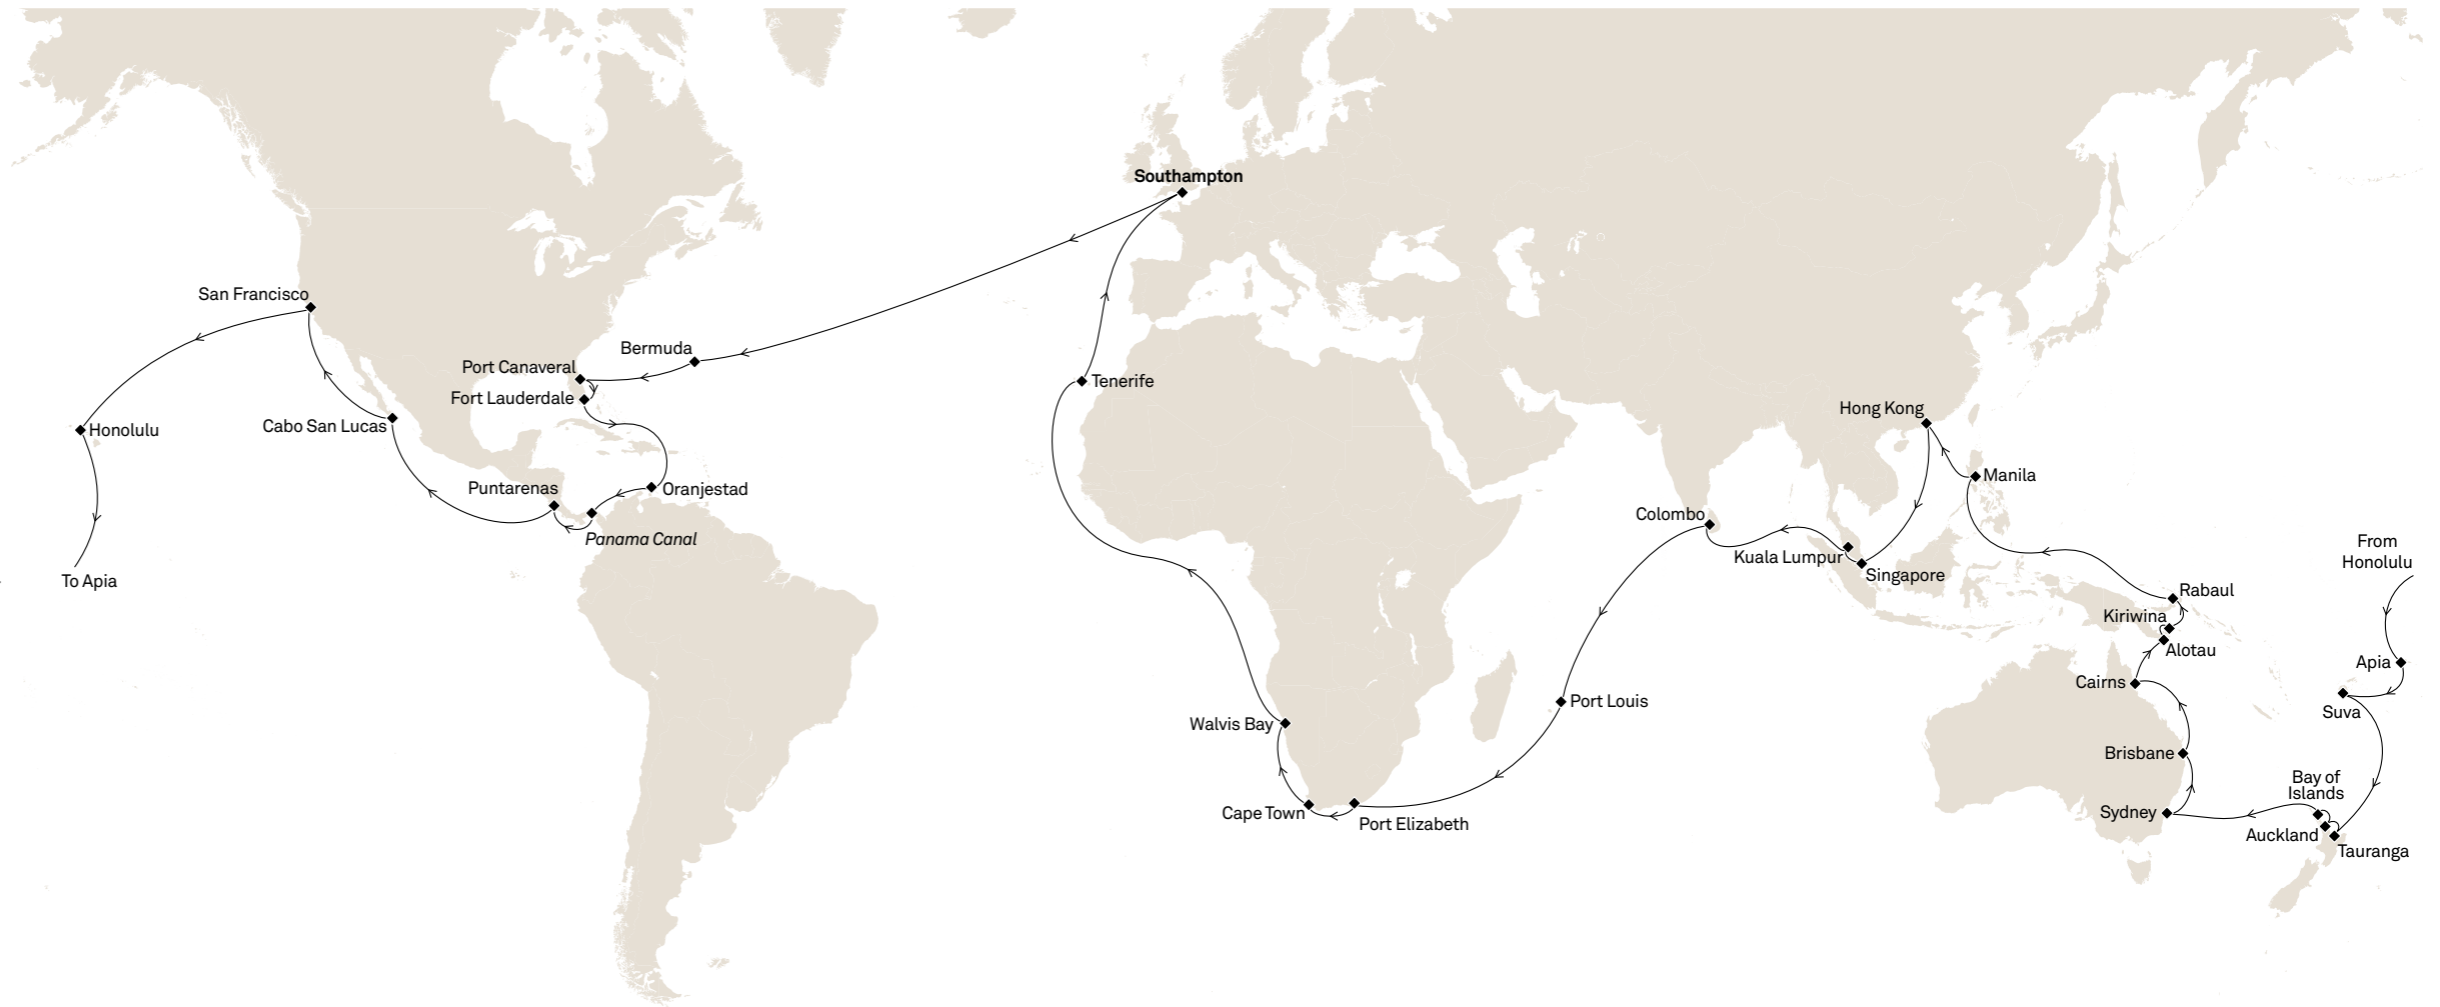 Southampton
San Francisco
Bermuda
Port Canaveral
Fort Lauderdale
Tenerife
Honolulu
Cabo San Lucas
Hong Kong
Manila
Puntarenas
Oranjestad
Panama Canal
Colombo
Kuala Lumpur
Singapore
To Apia
From
Honolulu
Rabaul
Kiriwina
Alotau
Apia
Cairns
Suva
Port Louis
Walvis Bay
Brisbane
Bay of
Islands
Cape Town
Port Elizabeth
Sydney
Auckland
Tauranga